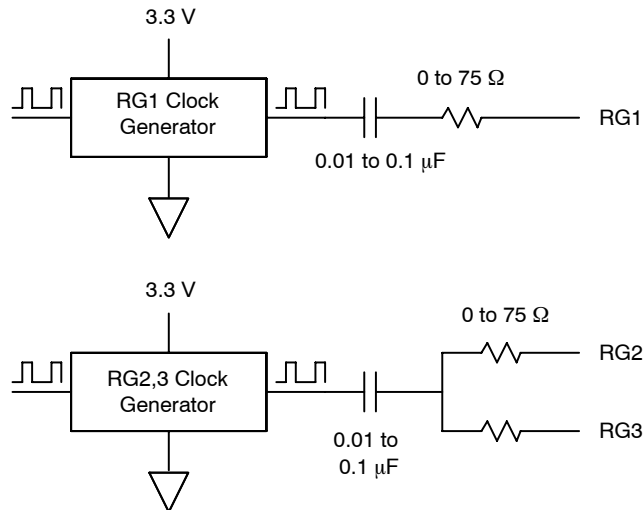 3.3 V
RG1 Clock
Generator
0 to 75 Ω
RG1
0.01 to 0.1 μF
3.3 V
RG2,3 Clock
Generator
0 to 75 Ω
RG2
RG3
0.01 to
0.1 μF